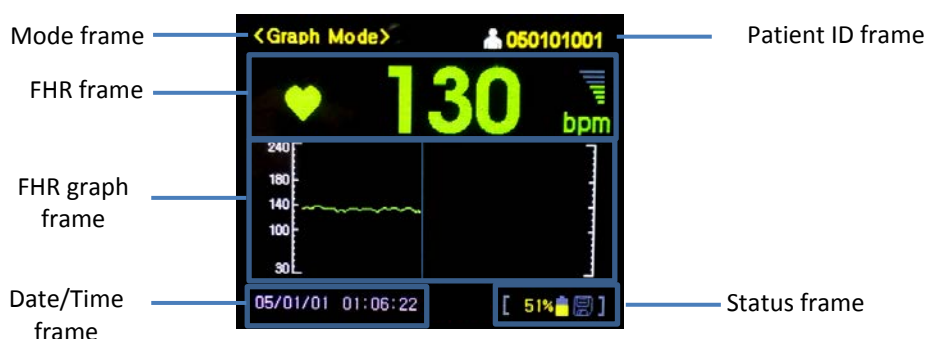 Mode frame
<Graph Mode>
050101001
Patient ID frame
FHR frame
130
bpm
FHR graph
frame
240
180
140
100
30
Date/Time
frame
05/01/01 01:06:22
[ 51% ]
Status frame